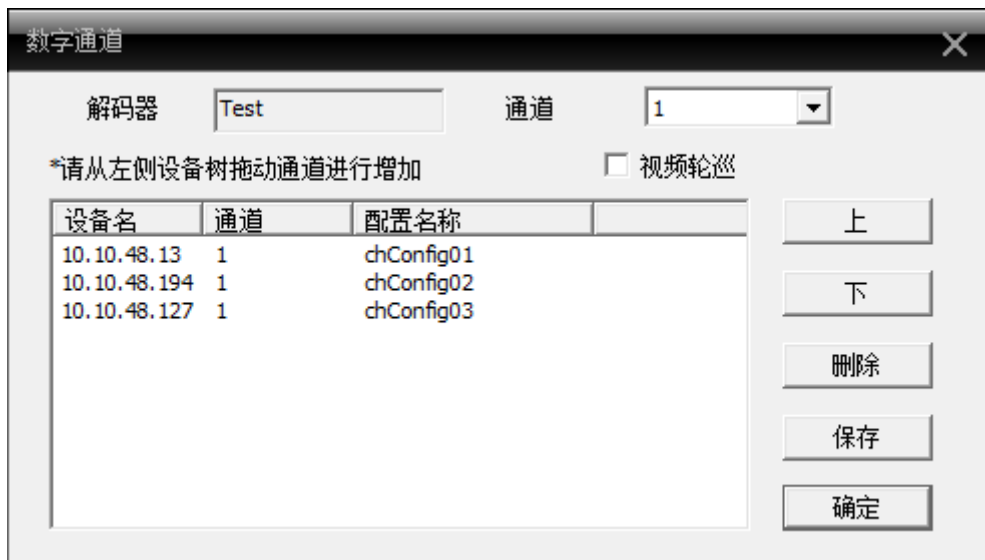 数字通道
解码器 Test 通道 1
*请从左侧设备树拖动通道进行增加 视频轮巡
设备名 通道 配置名称
10.10.48.13 1 chConfig01
10.10.48.194 1 chConfig02
10.10.48.127 1 chConfig03
上
下
删除
保存
确定